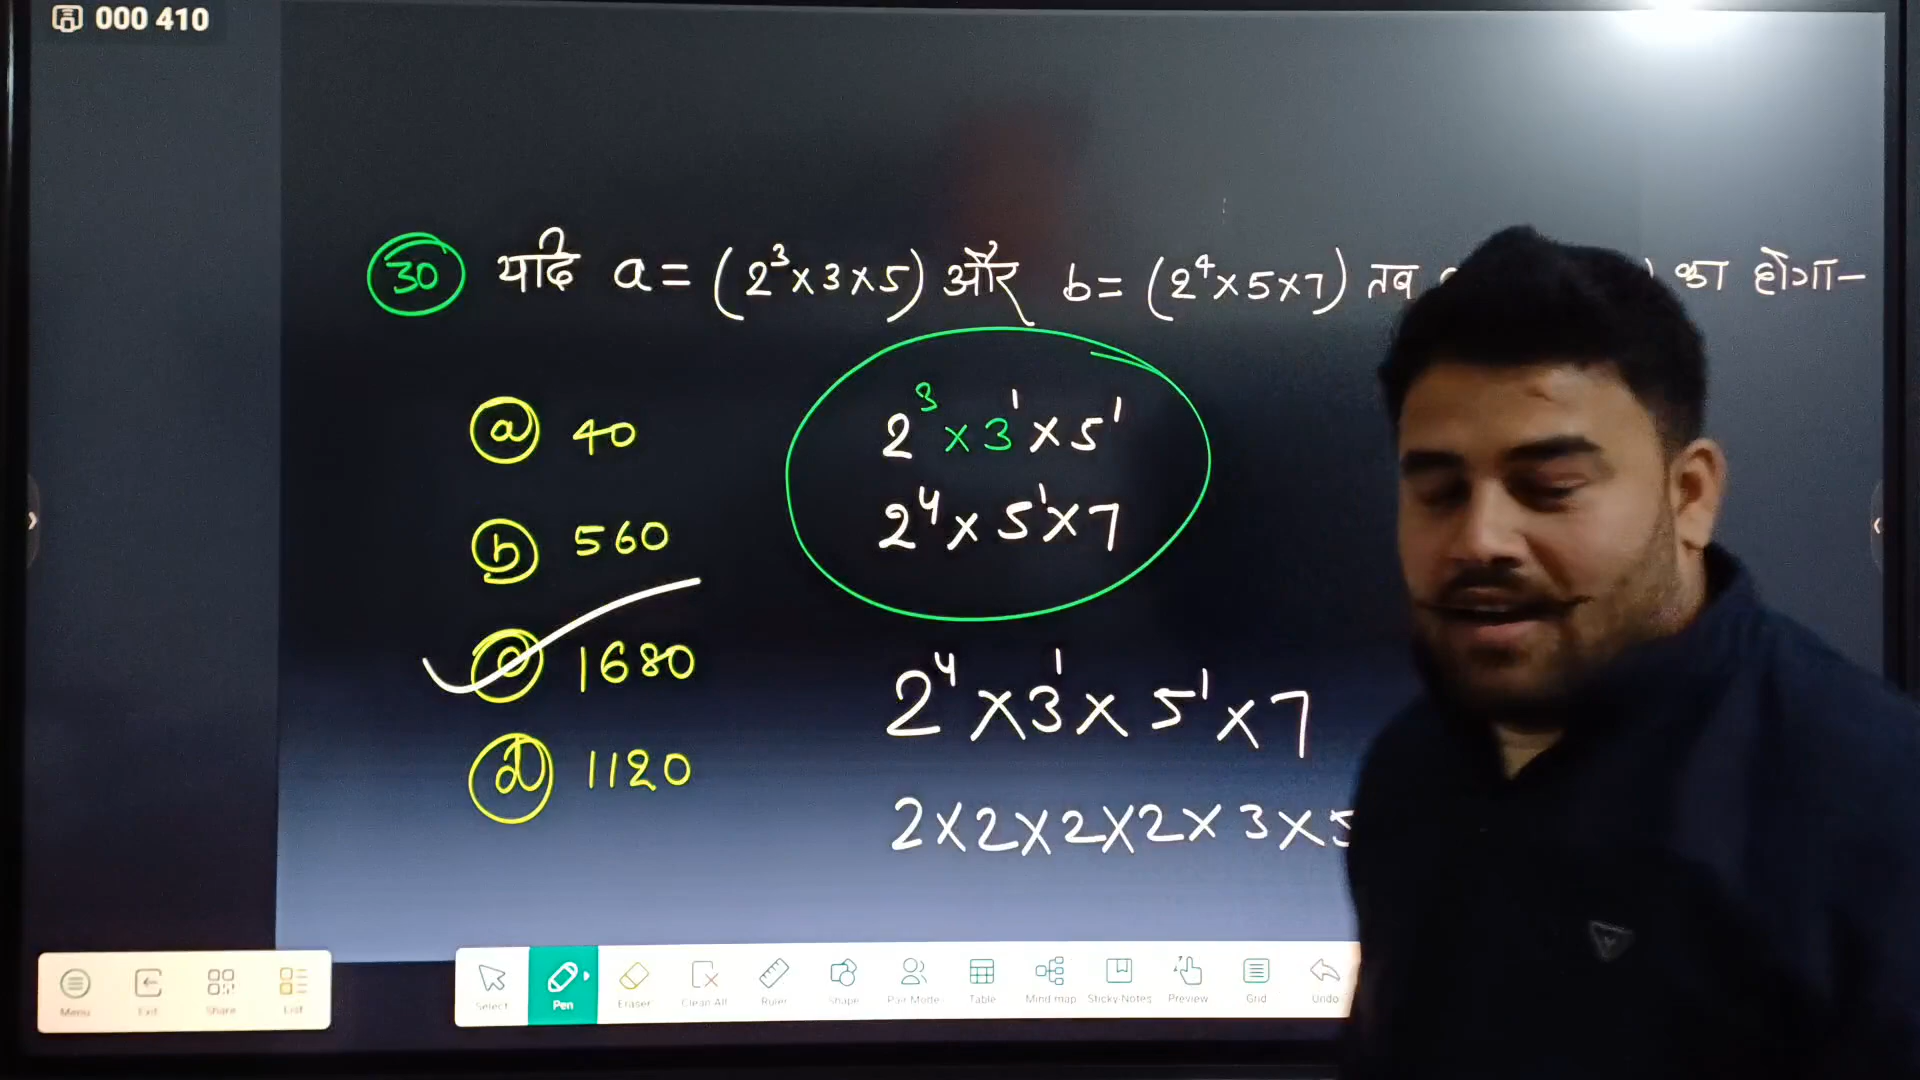 000 410
30 यदि a = (2³×3×5) और b = (2⁴×5×7) तब का होगा-
a 40
b 560
c 1680
d 1120
2³ × 3¹ × 5¹
2⁴ × 5¹ × 7
2⁴ × 3¹ × 5¹ × 7
2×2×2×2×3×5
Menu Exit Share List
Select Pen Eraser Clean All Ruler Shape Pair Mode Table Mind map Sticky Notes Preview Grid Undo